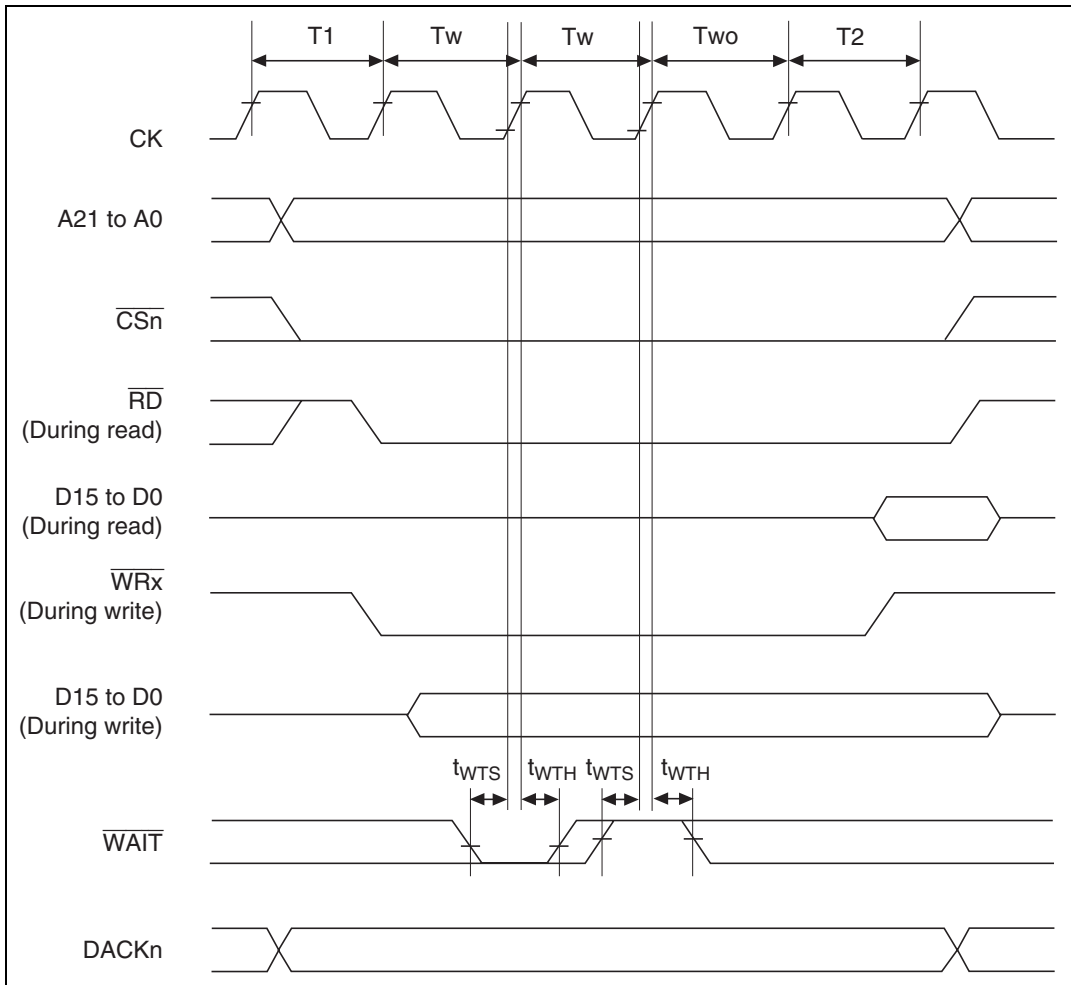 T1 Tw Tw Two T2
CK
A21 to A0
CSn
RD
(During read)
D15 to D0
(During read)
WRx
(During write)
D15 to D0
(During write)
tWTS tWTH tWTS tWTH
WAIT
DACKn